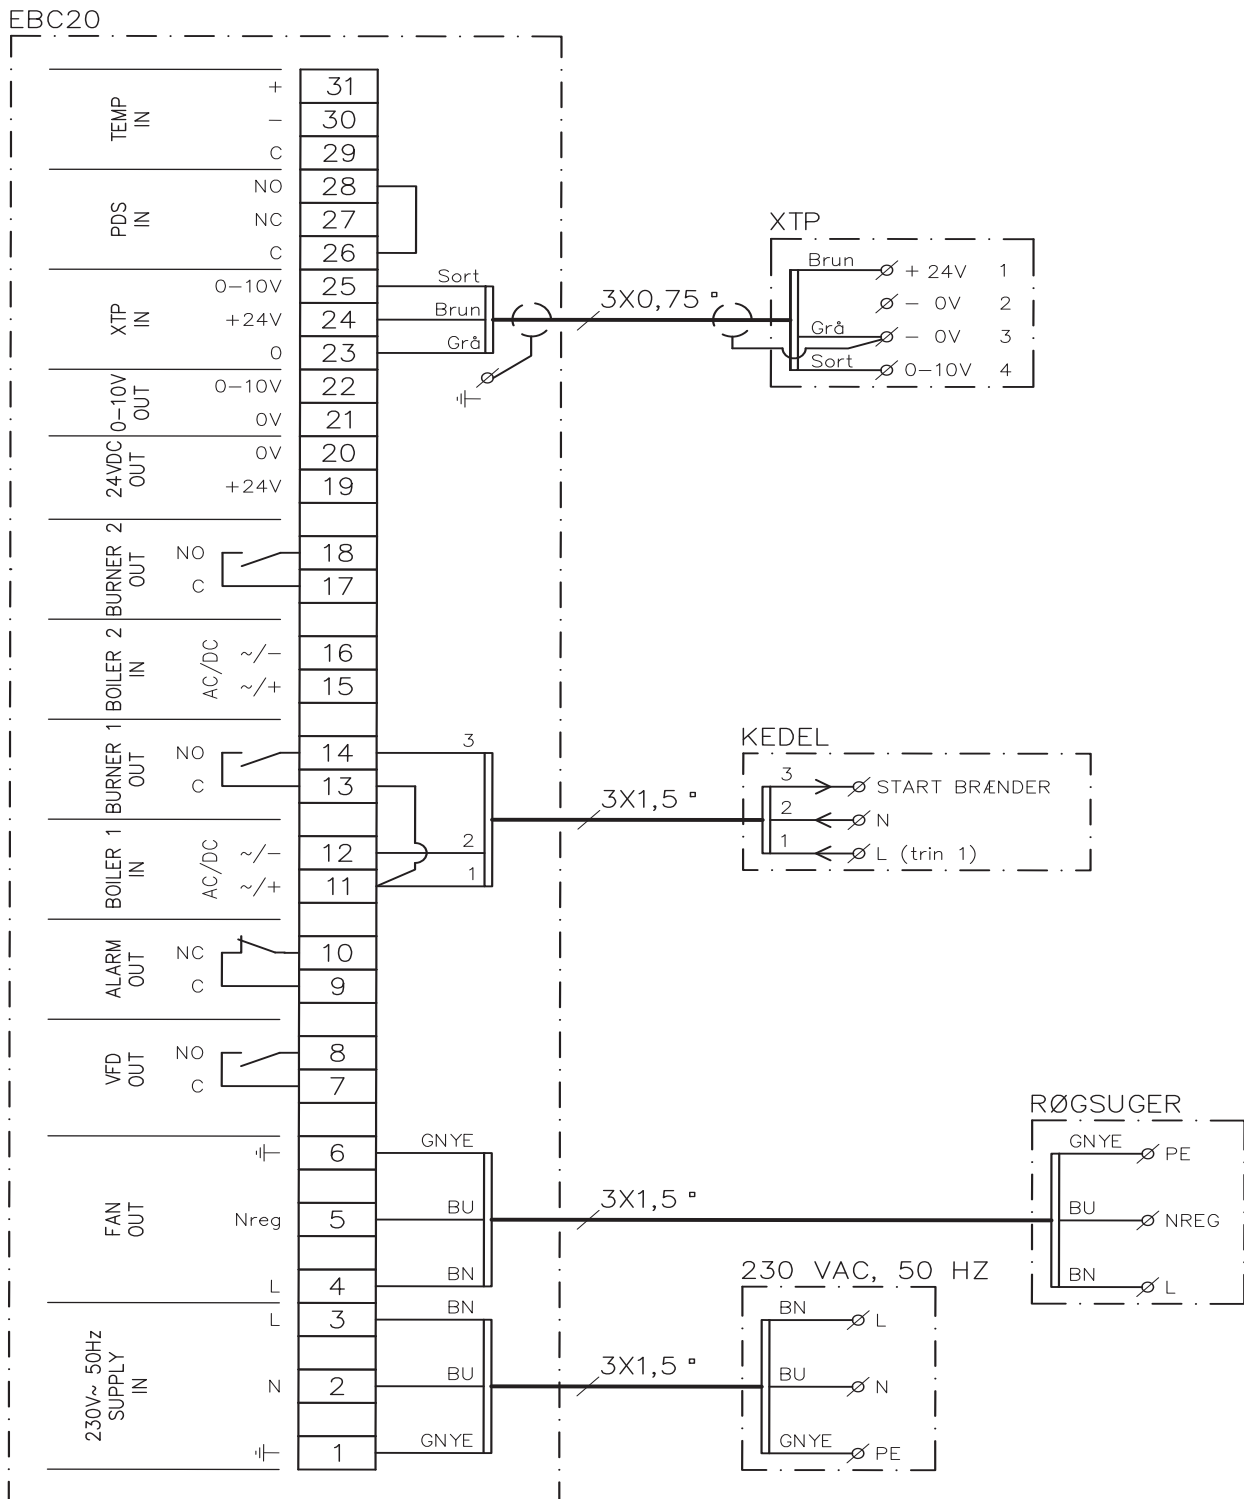 EBC20
TEMP
IN
+ 31
- 30
C 29
PDS
IN
NO 28
NC 27
C 26
XTP
IN
0-10V 25 Sort
+24V 24 Brun
0 23 Grå
3X0,75 ▫
XTP
Brun + 24V 1
- 0V 2
Grå - 0V 3
Sort 0-10V 4
0-10V
OUT
0-10V 22
0V 21
24VDC
OUT
0V 20
+24V 19
BURNER 2
OUT
NO 18
C 17
BOILER 2
IN
AC/DC
~/- 16
~/+ 15
BURNER 1
OUT
NO 14 3
C 13
BOILER 1
IN
AC/DC
~/- 12 2
~/+ 11 1
3X1,5 ▫
KEDEL
3 START BRÆNDER
2 N
1 L (trin 1)
ALARM
OUT
NC 10
C 9
VFD
OUT
NO 8
C 7
FAN
OUT
6 GNYE
Nreg 5 BU
L 4 BN
3X1,5 ▫
RØGSUGER
GNYE PE
BU NREG
BN L
230V~ 50Hz
SUPPLY
IN
L 3 BN
N 2 BU
1 GNYE
3X1,5 ▫
230 VAC, 50 HZ
BN L
BU N
GNYE PE